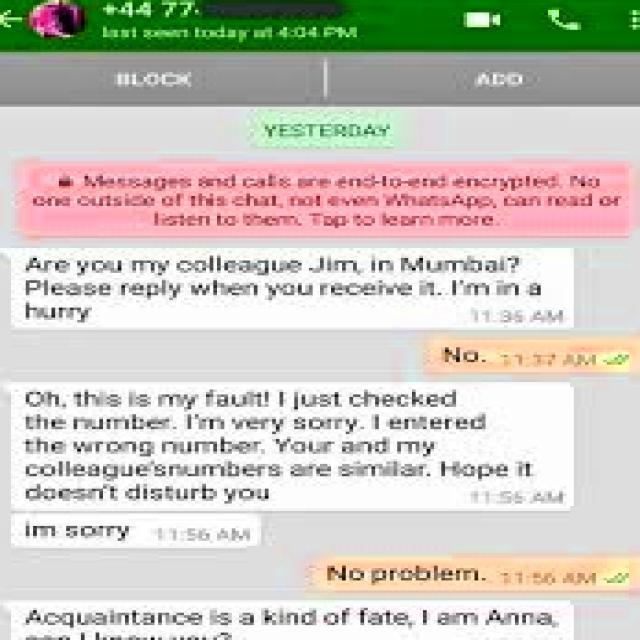 +44 77
last seen today at 4:04 PM
BLOCK
ADD
YESTERDAY
Messages and calls are end-to-end encrypted. No
one outside of this chat, not even WhatsApp, can read or
listen to them. Tap to learn more.
Are you my colleague Jim, in Mumbai?
Please reply when you receive it. I'm in a
hurry
11:36 AM
No. 11:37 AM
Oh, this is my fault! I just checked
the number. I'm very sorry. I entered
the wrong number. Your and my
colleague'snumbers are similar. Hope it
doesn't disturb you
11:56 AM
im sorry 11:56 AM
No problem. 11:56 AM
Acquaintance is a kind of fate, I am Anna,
can I know you?